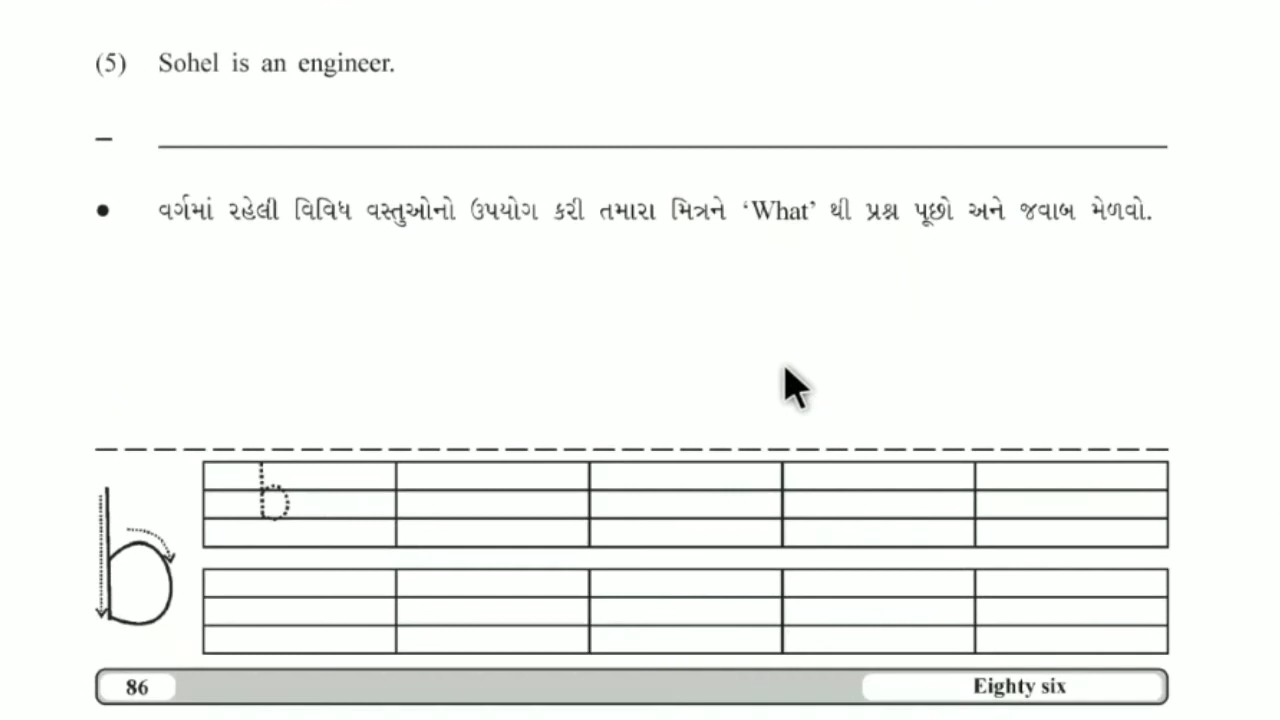 (5) Sohel is an engineer.
–
• વર્ગમાં રહેલી વિવિધ વસ્તુઓનો ઉપયોગ કરી તમારા મિત્રને ‘What’ થી પ્રશ્ન પૂછો અને જવાબ મેળવો.
b b
86 Eighty six